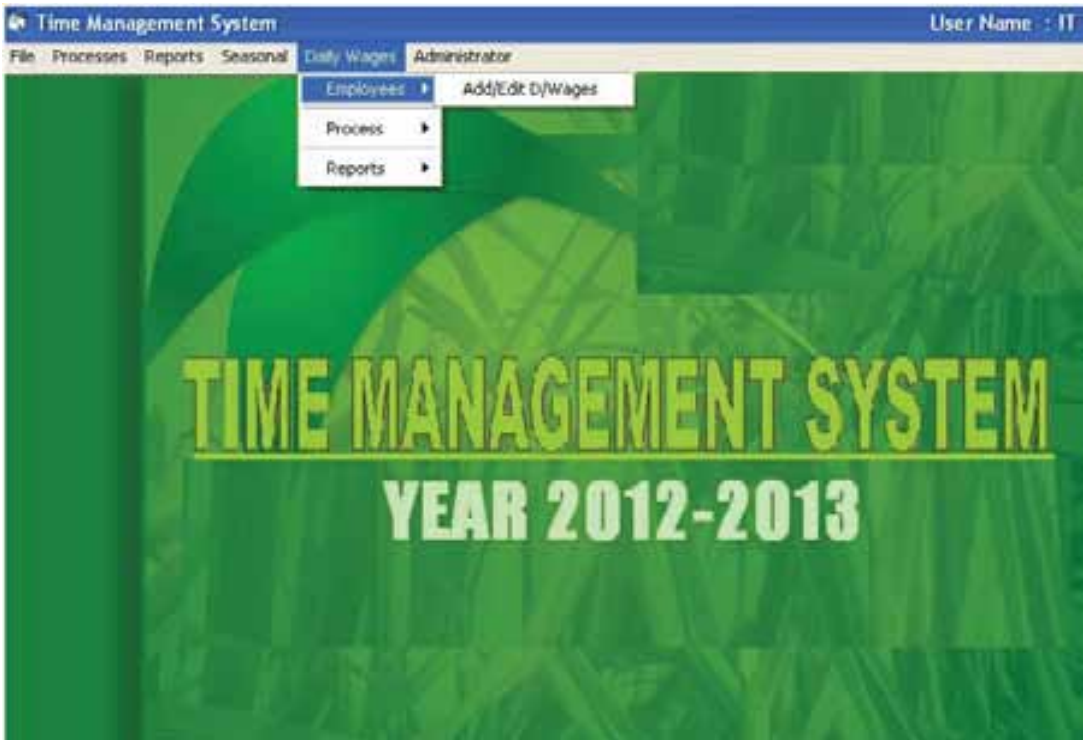 Time Management System User Name : IT
File Processes Reports Seasonal Daily Wages Administrator
Employees Add/Edit D/Wages
Process
Reports
TIME MANAGEMENT SYSTEM
YEAR 2012-2013